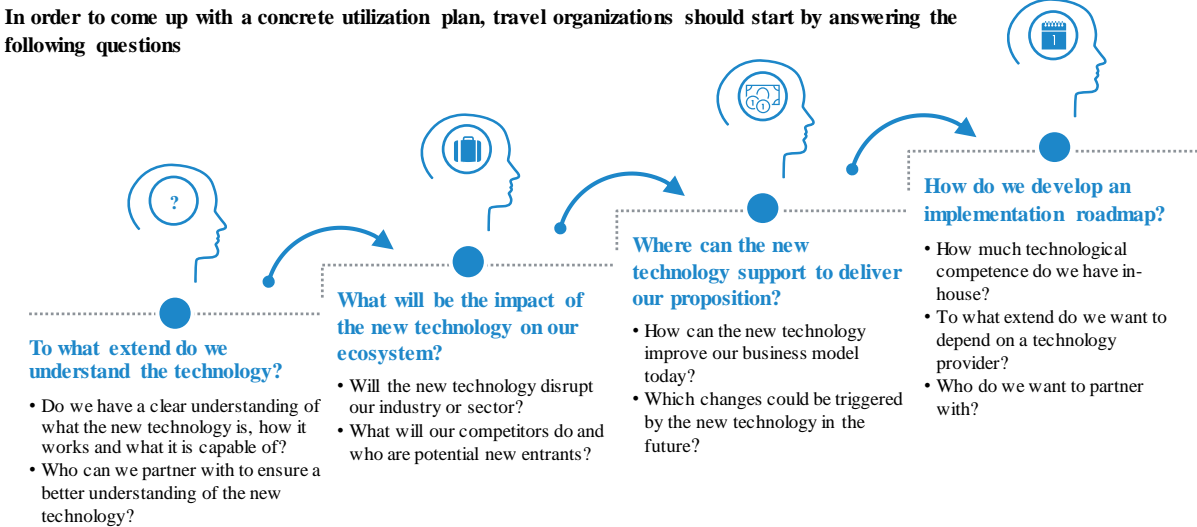 In order to come up with a concrete utilization plan, travel organizations should start by answering the
following questions
?
To what extend do we
understand the technology?
• Do we have a clear understanding of
what the new technology is, how it
works and what it is capable of?
• Who can we partner with to ensure a
better understanding of the new
technology?
What will be the impact of
the new technology on our
ecosystem?
• Will the new technology disrupt
our industry or sector?
• What will our competitors do and
who are potential new entrants?
1 1
Where can the new
technology support to deliver
our proposition?
• How can the new technology
improve our business model
today?
• Which changes could be triggered
by the new technology in the
future?
1
How do we develop an
implementation roadmap?
• How much technological
competence do we have in-
house?
• To what extend do we want to
depend on a technology
provider?
• Who do we want to partner
with?